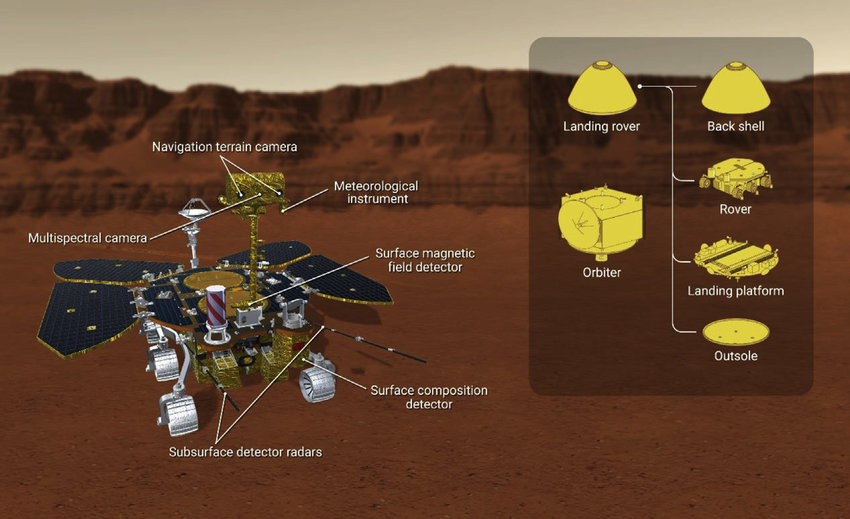 Navigation terrain camera
Meteorological
instrument
Multispectral camera
Surface magnetic
field detector
Surface composition
detector
Subsurface detector radars
Landing rover
Back shell
Rover
Orbiter
Landing platform
Outsole